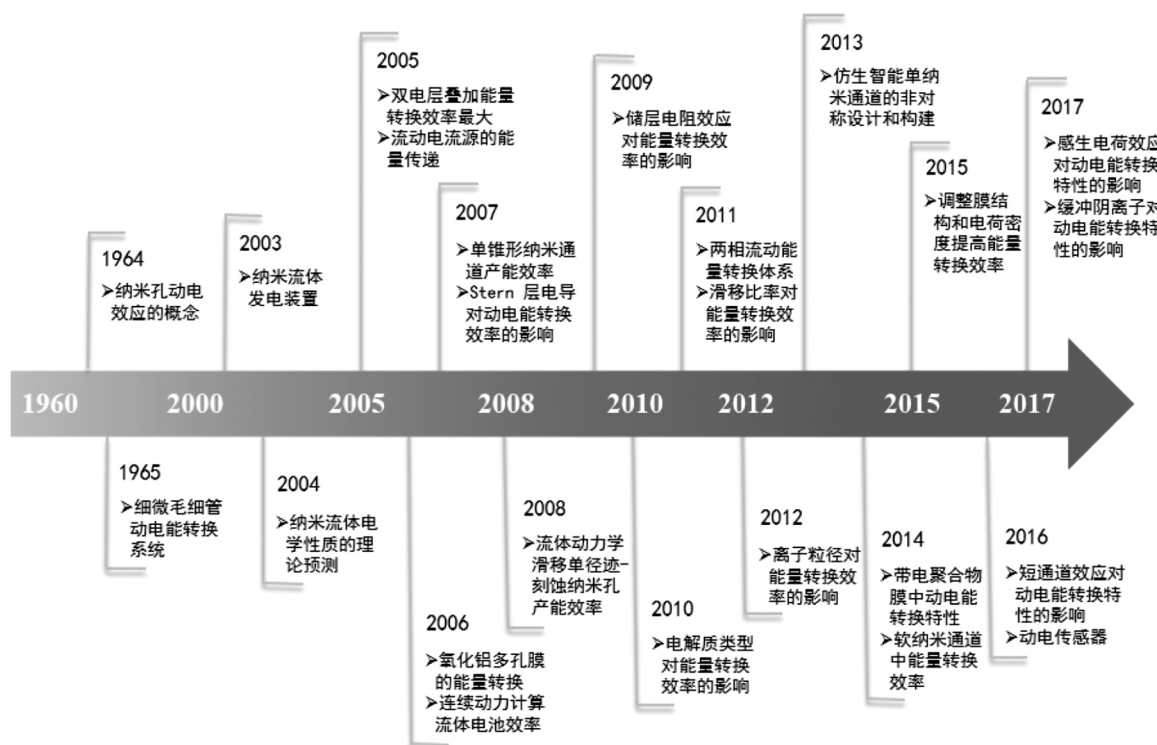 2005
➤双电层叠加能量
转换效率最大
➤流动电流源的能
量传递
2009
➤储层电阻效应
对能量转换效
率的影响
2013
➤仿生智能单纳
米通道的非对
称设计和构建
2017
➤感生电荷效应
对动电能转换
特性的影响
➤缓冲阴离子对
动电能转换特
性的影响
1964
➤纳米孔动电
效应的概念
2003
➤纳米流体
发电装置
2007
➤单锥形纳米通
道产能效率
➤Stern 层电导
对动电能转换
效率的影响
2011
➤两相流动能
量转换体系
➤滑移比率对
能量转换效
率的影响
2015
➤调整膜结
构和电荷密
度提高能量
转换效率
1960 2000 2005 2008 2010 2012 2015 2017
1965
➤细微毛细管
动电能转换
系统
2004
➤纳米流体电
学性质的理
论预测
2006
➤氧化铝多孔膜
的能量转换
➤连续动力计算
流体电池效率
2008
➤流体动力学
滑移单径迹-
刻蚀纳米孔
产能效率
2010
➤电解质类型
对能量转换
效率的影响
2012
➤离子粒径对
能量转换效
率的影响
2014
➤带电聚合物
膜中动电能
转换特性
➤软纳米通道
中能量转换
效率
2016
➤短通道效应对
动电能转换特
性的影响
➤动电传感器